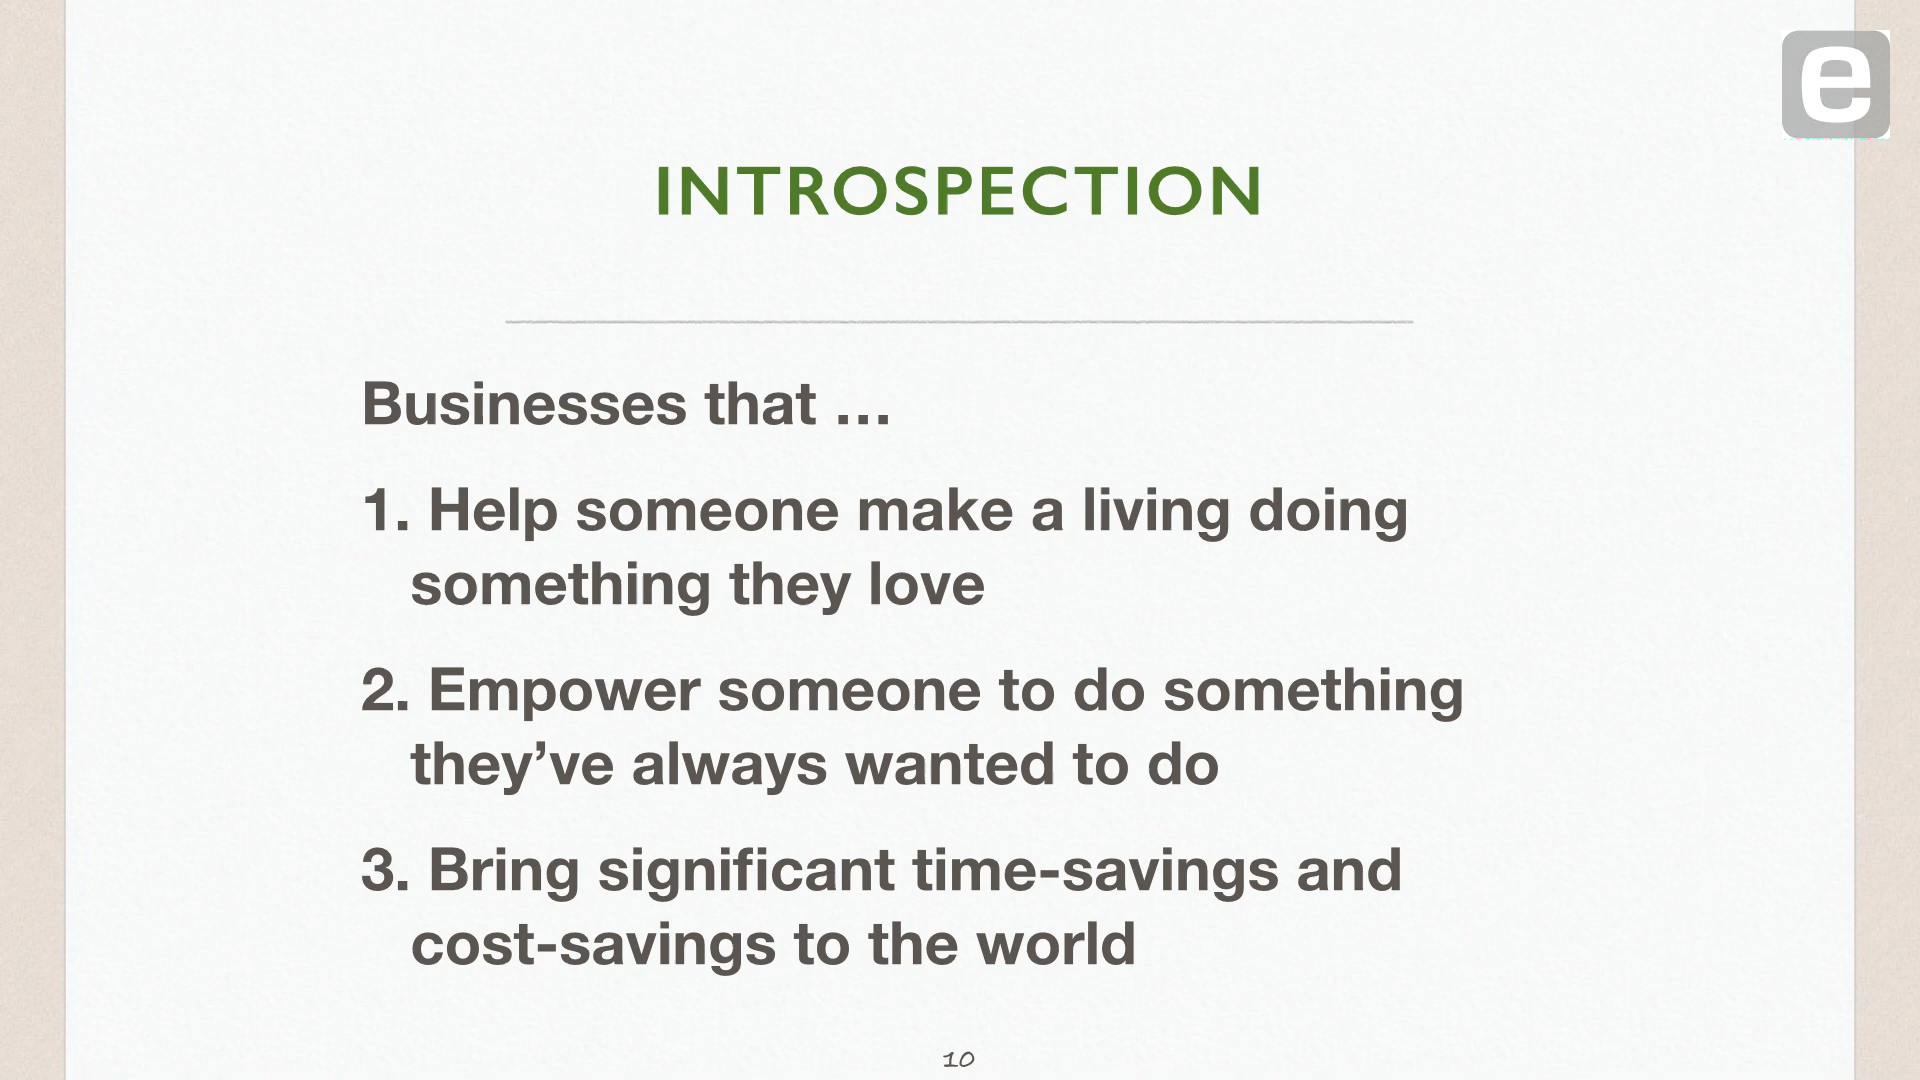 e
INTROSPECTION
Businesses that …
1. Help someone make a living doing
something they love
2. Empower someone to do something
they’ve always wanted to do
3. Bring significant time-savings and
cost-savings to the world
10